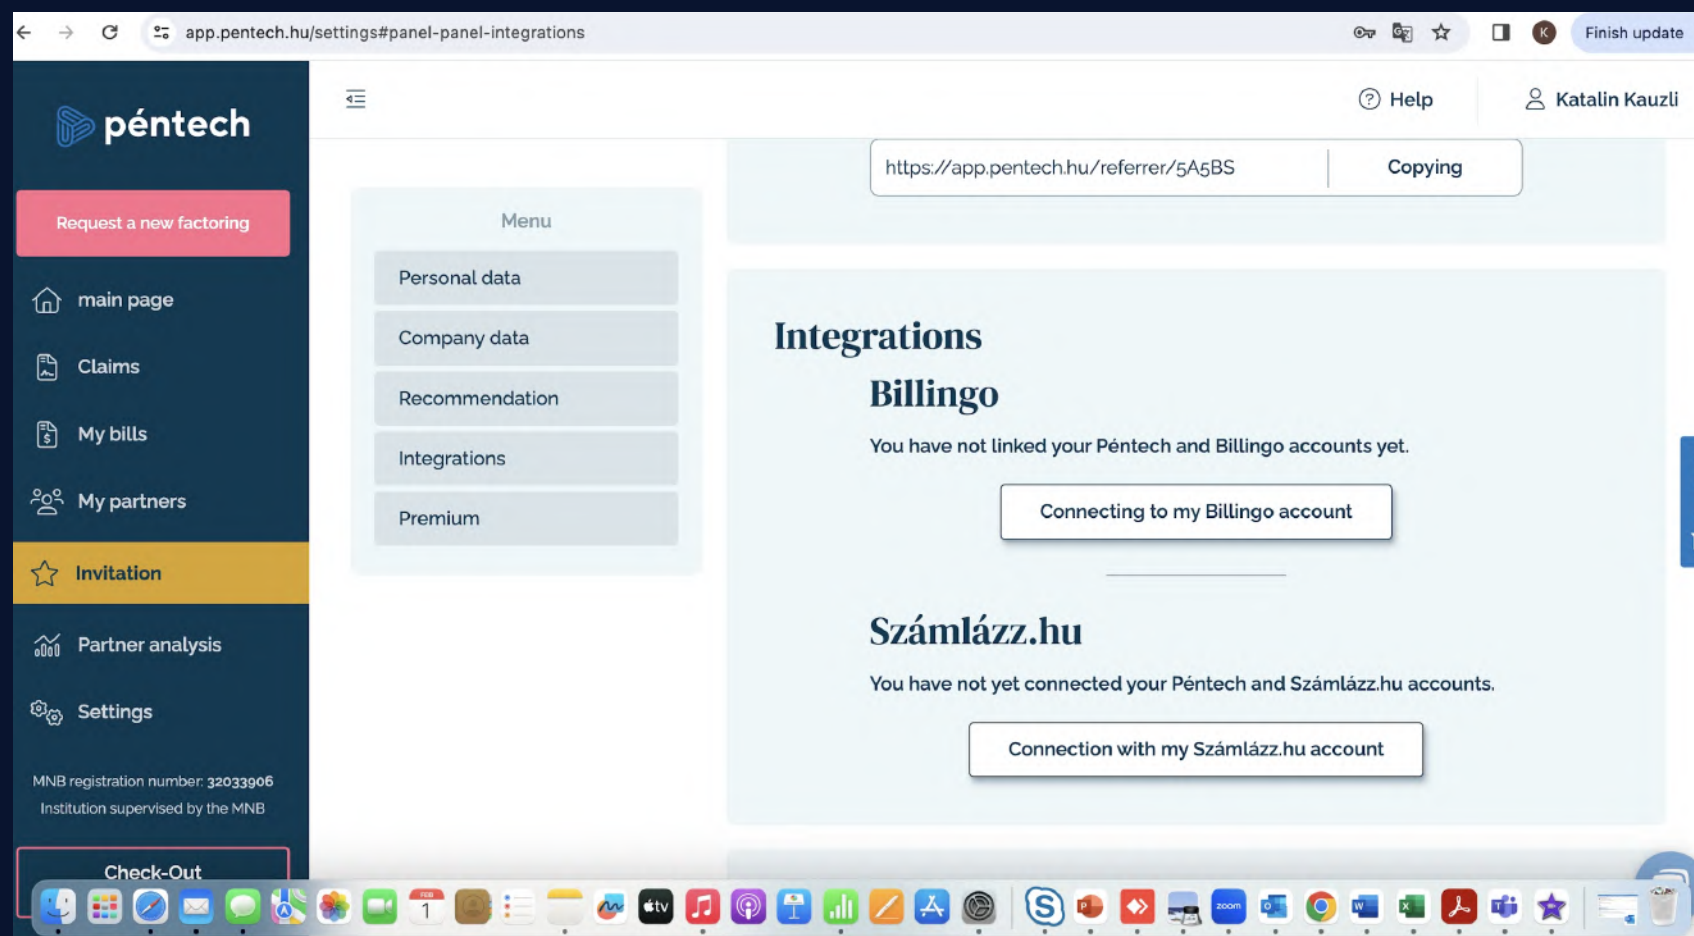 app.pentech.hu/settings#panel-panel-integrations
K
Finish update
péntech
Help
Katalin Kauzli
https://app.pentech.hu/referrer/5A5BS
Copying
Request a new factoring
main page
Claims
My bills
My partners
Invitation
Partner analysis
Settings
MNB registration number: 32033906
Institution supervised by the MNB
Check-Out
Menu
Personal data
Company data
Recommendation
Integrations
Premium
Integrations
Billingo
You have not linked your Péntech and Billingo accounts yet.
Connecting to my Billingo account
Számlázz.hu
You have not yet connected your Péntech and Számlázz.hu accounts.
Connection with my Számlázz.hu account
FEB
1
tv
zoom